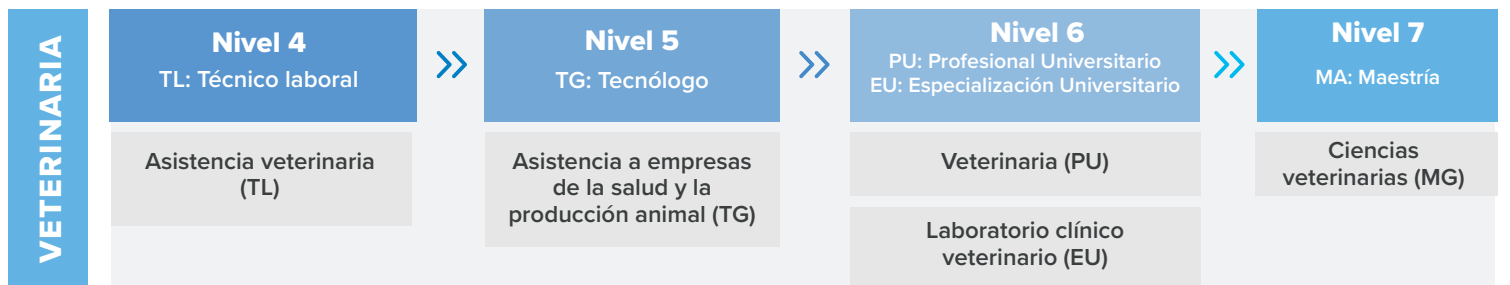 VETERINARIA
Nivel 4
TL: Técnico laboral
Asistencia veterinaria
(TL)
Nivel 5
TG: Tecnólogo
Asistencia a empresas
de la salud y la
producción animal (TG)
Nivel 6
PU: Profesional Universitario
EU: Especialización Universitario
Veterinaria (PU)
Laboratorio clínico
veterinario (EU)
Nivel 7
MA: Maestría
Ciencias
veterinarias (MG)